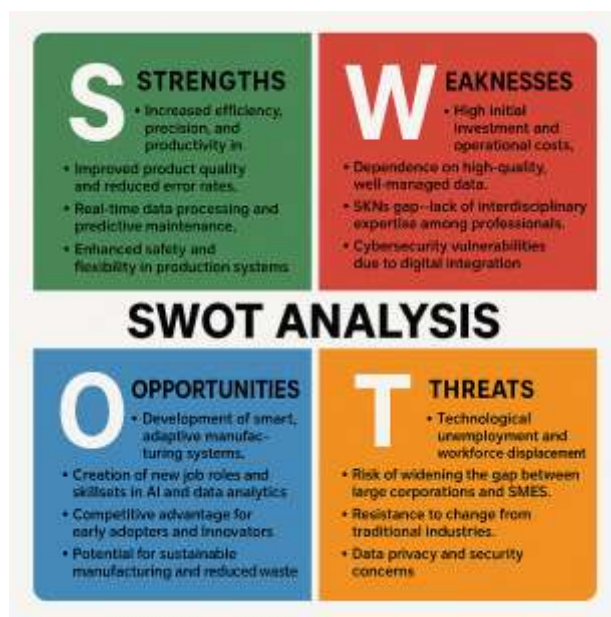 STRENGTHS
• Increased efficiency,
precision, and
productivity in
• Improved product quality
and reduced error rates.
• Real-time data processing and
predictive maintenance.
• Enhanced safety and
flexibility in production systems
WEAKNESSES
• High initial
investment and
operational costs.
• Dependence on high-quality,
well-managed data.
• SKNs gap—lack of interdisciplinary
expertise among professionals.
• Cybersecurity vulnerabilities
due to digital integration
SWOT ANALYSIS
OPPORTUNITIES
• Development of smart,
adaptive manufac-
turing systems.
• Creation of new job roles and
skillsets in AI and data analytics
• Competitive advantage for
early adopters and innovators
• Potential for sustainable
manufacturing and reduced waste
THREATS
• Technological
unemployment and
workforce displacement
• Risk of widening the gap between
large corporations and SMES.
• Resistance to change from
traditional industries.
• Data privacy and security
concerns